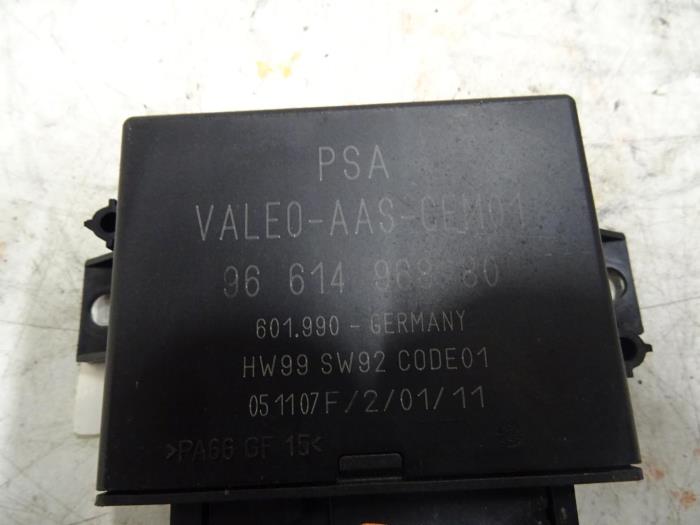 PSA
VALEO-AAS-GEM01
96 614 968 80
601.990 - GERMANY
HW99 SW92 CODE01
051107F/2/01/11
>PA66 GF 15<